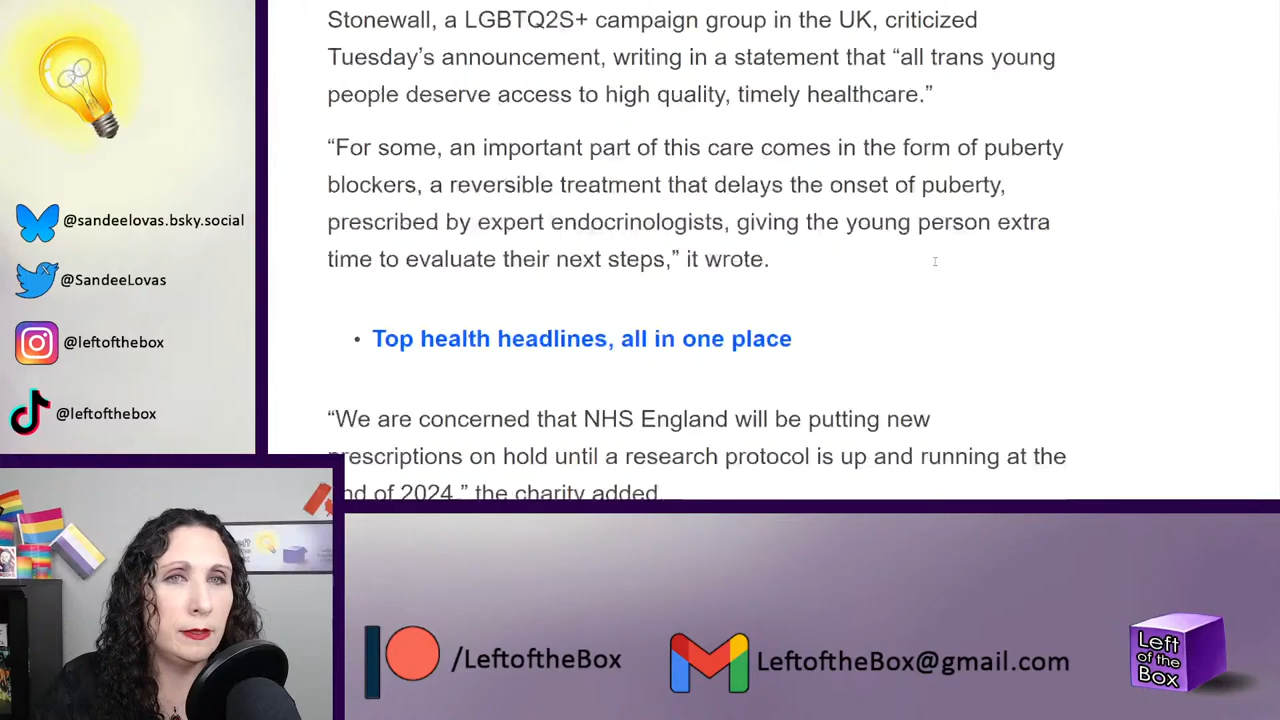 Stonewall, a LGBTQ2S+ campaign group in the UK, criticized
Tuesday’s announcement, writing in a statement that “all trans young
people deserve access to high quality, timely healthcare.”
“For some, an important part of this care comes in the form of puberty
blockers, a reversible treatment that delays the onset of puberty,
prescribed by expert endocrinologists, giving the young person extra
time to evaluate their next steps,” it wrote.
• Top health headlines, all in one place
“We are concerned that NHS England will be putting new
prescriptions on hold until a research protocol is up and running at the
end of 2024,” the charity added.
@sandeelovas.bsky.social
@SandeeLovas
@leftofthebox
@leftofthebox
/LeftoftheBox
LeftoftheBox@gmail.com
Left
of the
Box